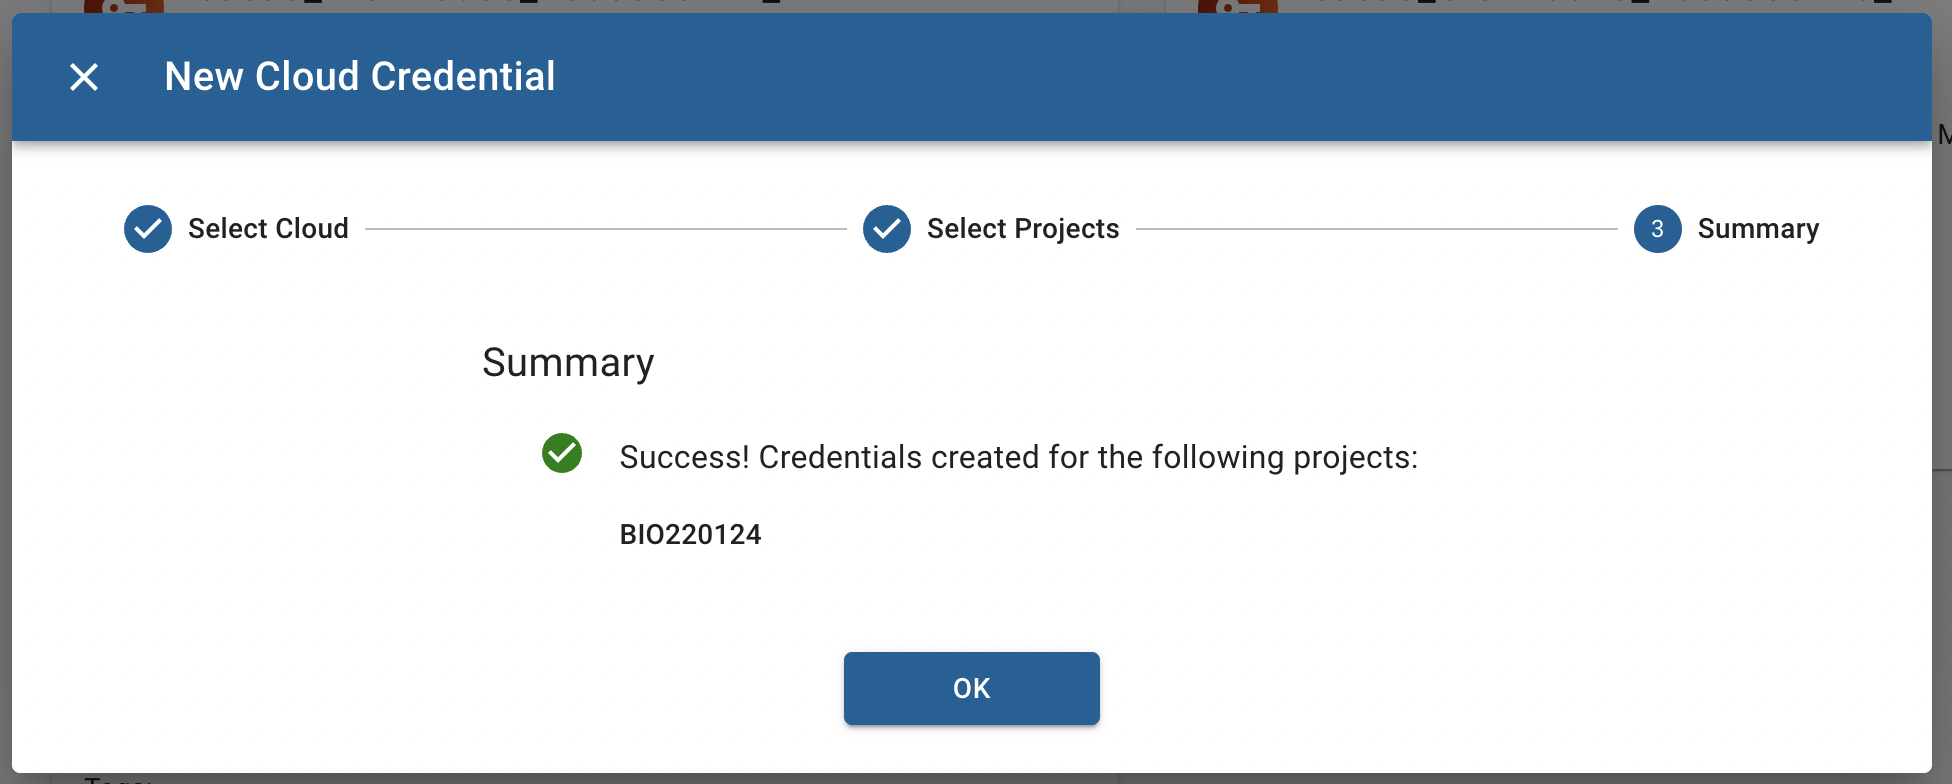 New Cloud Credential
Select Cloud
Select Projects
3 Summary
Summary
Success! Credentials created for the following projects:
BIO220124
OK